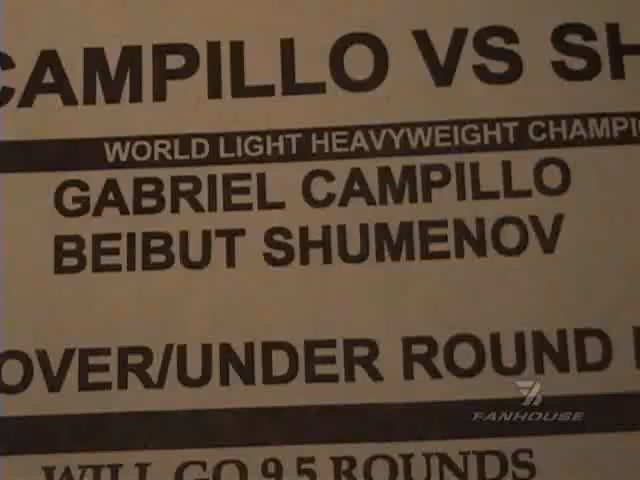 CAMPILLO VS SH
WORLD LIGHT HEAVYWEIGHT CHAMPI
GABRIEL CAMPILLO
BEIBUT SHUMENOV
OVER/UNDER ROUND
FANHOUSE
WILL GO 9.5 ROUNDS